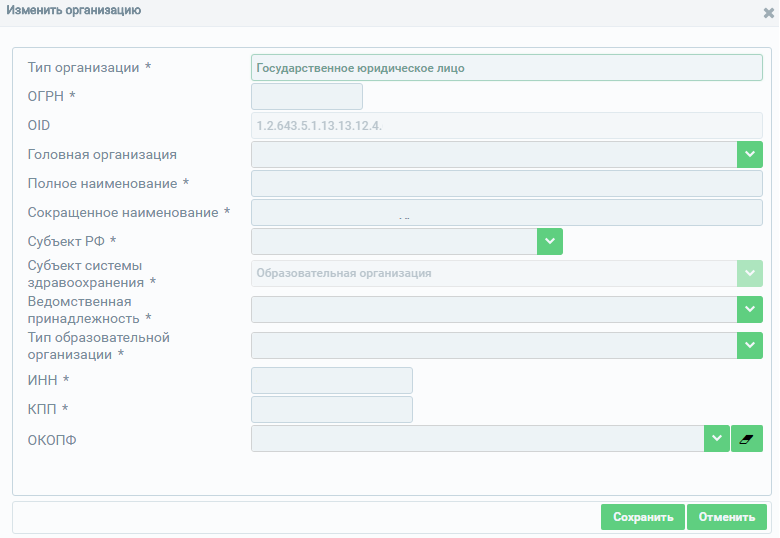 Изменить организацию
Тип организации *
Государственное юридическое лицо
ОГРН *
OID
1.2.643.5.1.13.13.12.4.
Головная организация
Полное наименование *
Сокращенное наименование *
Субъект РФ *
Субъект системы
здравоохранения *
Образовательная организация
Ведомственная
принадлежность *
Тип образовательной
организации *
ИНН *
КПП *
ОКОПФ
Сохранить
Отменить